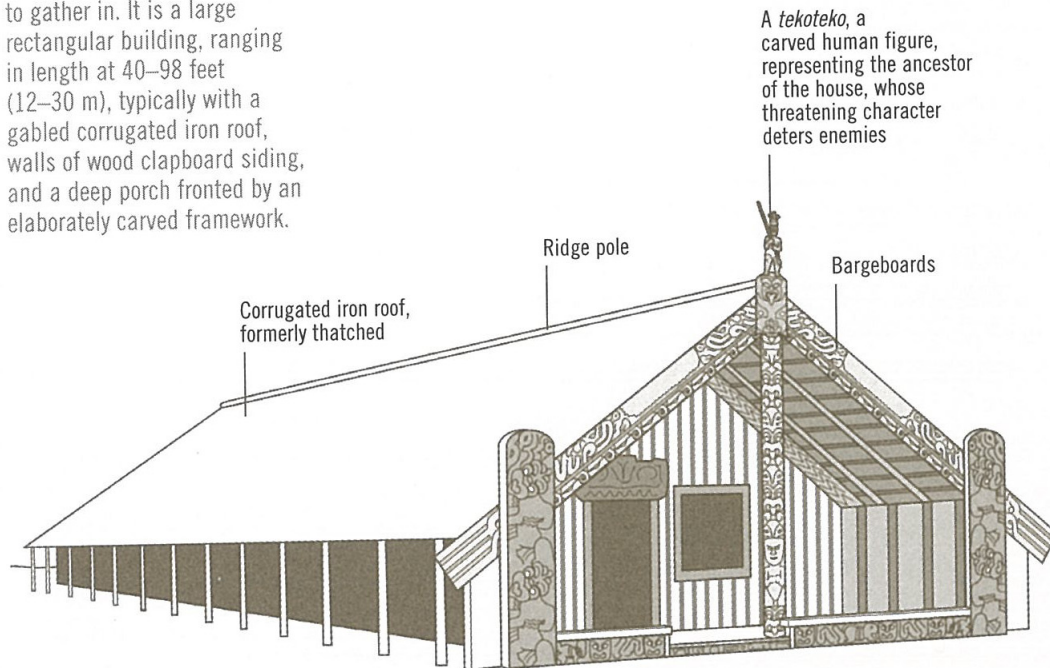 to gather in. It is a large
rectangular building, ranging
in length at 40–98 feet
(12–30 m), typically with a
gabled corrugated iron roof,
walls of wood clapboard siding,
and a deep porch fronted by an
elaborately carved framework.
A tekoteko, a
carved human figure,
representing the ancestor
of the house, whose
threatening character
deters enemies
Ridge pole
Bargeboards
Corrugated iron roof,
formerly thatched